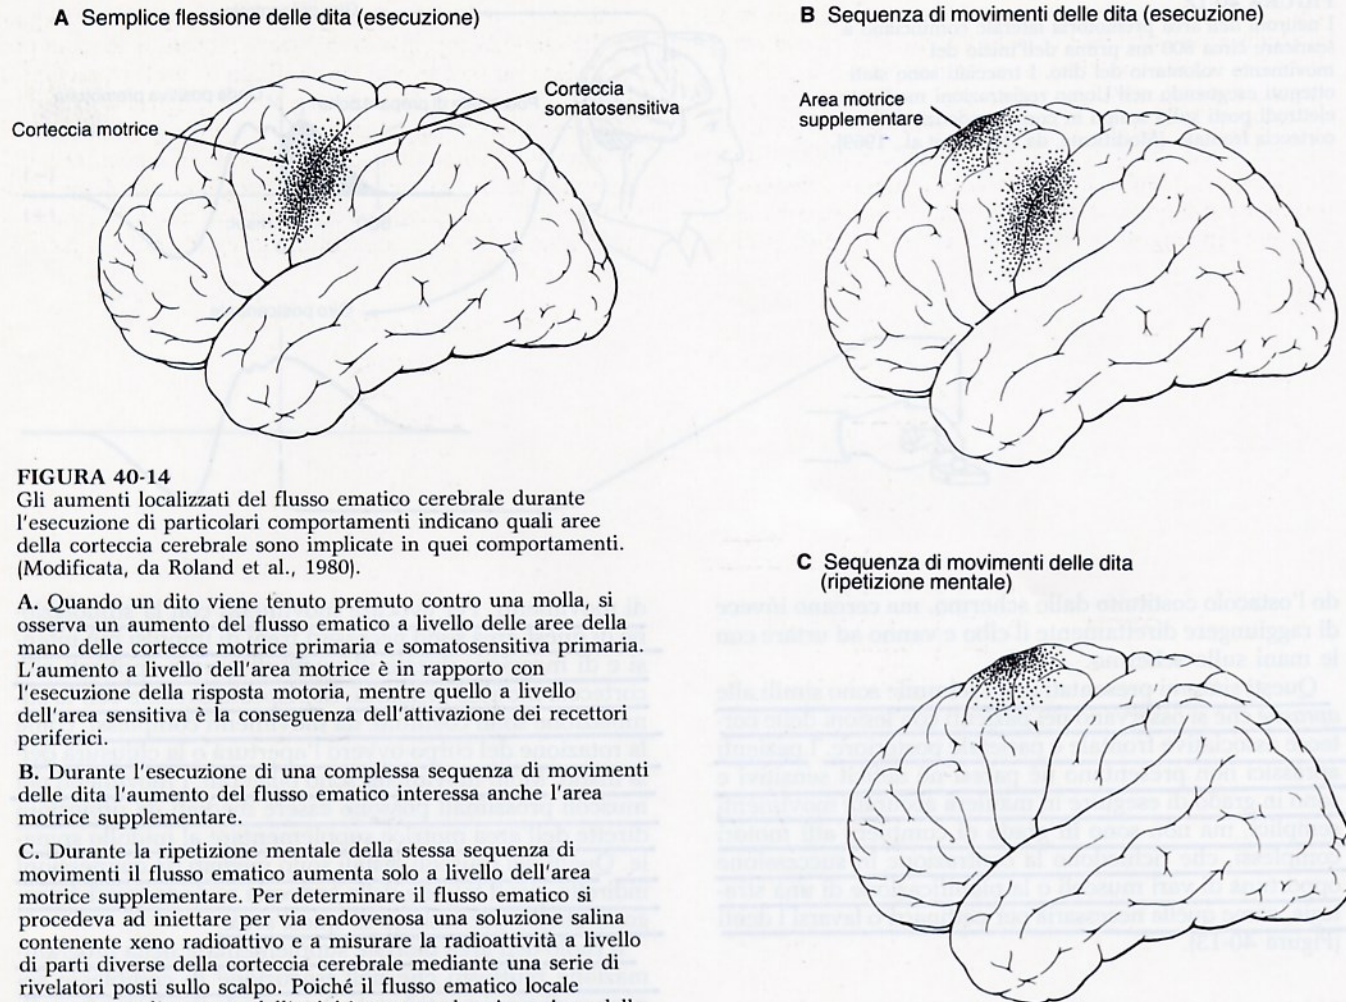 A Semplice flessione delle dita (esecuzione)
Corteccia motrice
Corteccia
somatosensitiva
B Sequenza di movimenti delle dita (esecuzione)
Area motrice
supplementare
FIGURA 40-14
Gli aumenti localizzati del flusso ematico cerebrale durante
l'esecuzione di particolari comportamenti indicano quali aree
della corteccia cerebrale sono implicate in quei comportamenti.
(Modificata, da Roland et al., 1980).
A. Quando un dito viene tenuto premuto contro una molla, si
osserva un aumento del flusso ematico a livello delle aree della
mano delle cortecce motrice primaria e somatosensitiva primaria.
L'aumento a livello dell'area motrice è in rapporto con
l'esecuzione della risposta motoria, mentre quello a livello
dell'area sensitiva è la conseguenza dell'attivazione dei recettori
periferici.
B. Durante l'esecuzione di una complessa sequenza di movimenti
delle dita l'aumento del flusso ematico interessa anche l'area
motrice supplementare.
C. Durante la ripetizione mentale della stessa sequenza di
movimenti il flusso ematico aumenta solo a livello dell'area
motrice supplementare. Per determinare il flusso ematico si
procedeva ad iniettare per via endovenosa una soluzione salina
contenente xeno radioattivo e a misurare la radioattività a livello
di parti diverse della corteccia cerebrale mediante una serie di
rivelatori posti sullo scalpo. Poiché il flusso ematico locale
C Sequenza di movimenti delle dita
(ripetizione mentale)